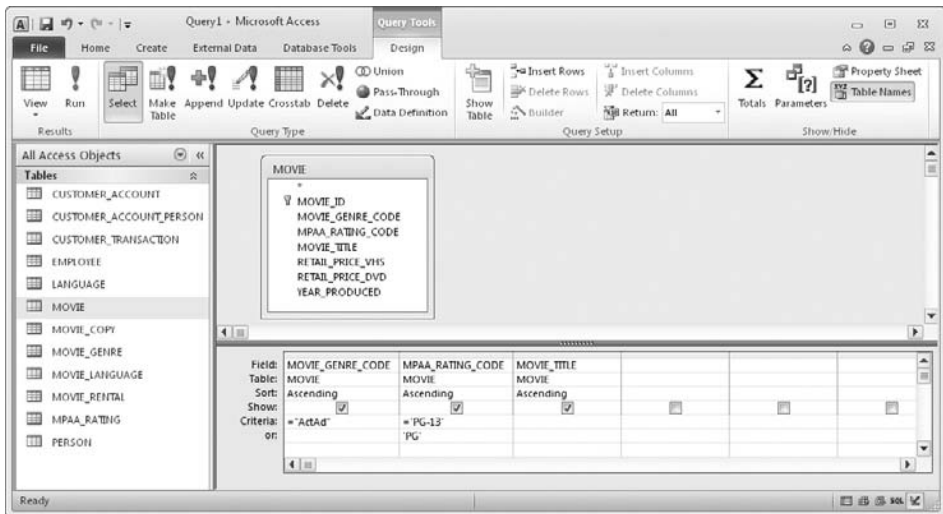 Query1 - Microsoft Access
Query Tools
File Home Create External Data Database Tools Design
View Run Select Make Table Append Update Crosstab Delete
Union
Pass-Through
Data Definition
Show Table
Insert Rows
Delete Rows
Builder
Insert Columns
Delete Columns
Return: All
Totals Parameters
Property Sheet
Table Names
Results Query Type Query Setup Show/Hide
All Access Objects
Tables
CUSTOMER_ACCOUNT
CUSTOMER_ACCOUNT_PERSON
CUSTOMER_TRANSACTION
EMPLOYEE
LANGUAGE
MOVIE
MOVIE_COPY
MOVIE_GENRE
MOVIE_LANGUAGE
MOVIE_RENTAL
MPAA_RATING
PERSON
MOVIE
*
MOVIE_ID
MOVIE_GENRE_CODE
MPAA_RATING_CODE
MOVIE_TITLE
RETAIL_PRICE_VHS
RETAIL_PRICE_DVD
YEAR_PRODUCED
Field: MOVIE_GENRE_CODE MPAA_RATING_CODE MOVIE_TITLE
Table: MOVIE MOVIE MOVIE
Sort: Ascending Ascending Ascending
Show:
Criteria: ="ActAd" ='PG-13'
or: 'PG'
Ready
SQL